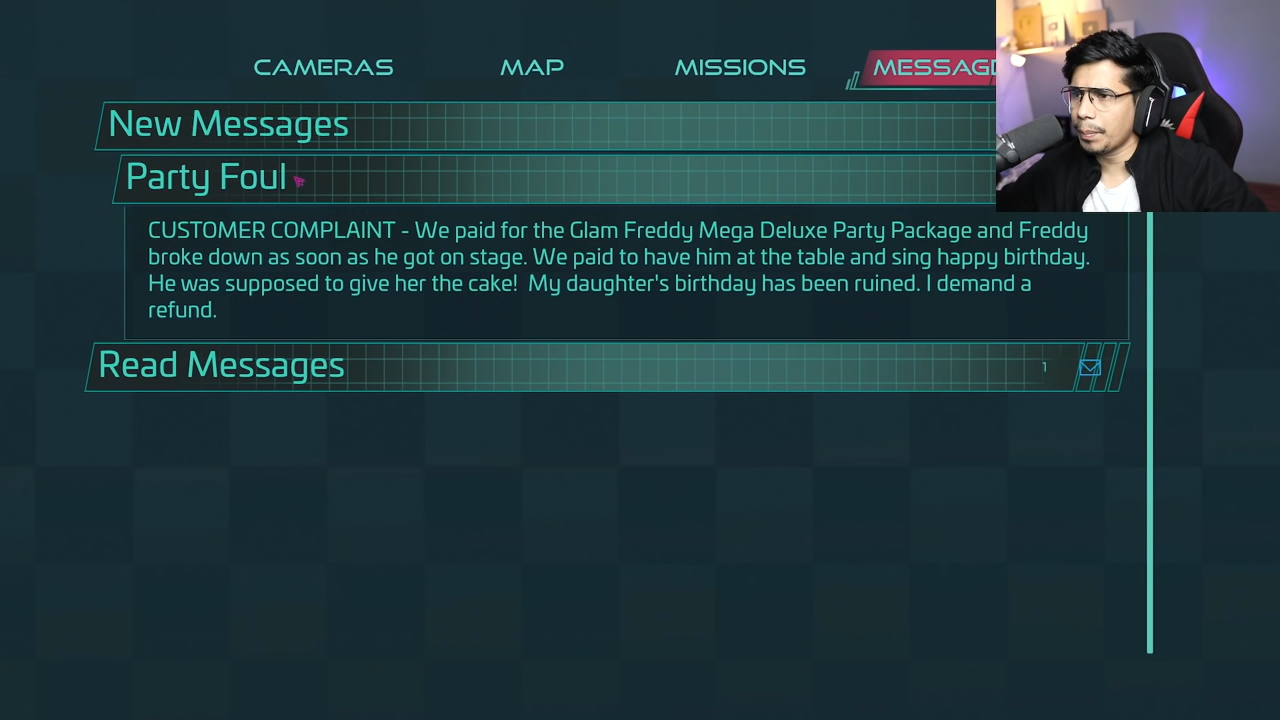 CAMERAS MAP MISSIONS MESSAGE
New Messages
Party Foul
CUSTOMER COMPLAINT - We paid for the Glam Freddy Mega Deluxe Party Package and Freddy
broke down as soon as he got on stage. We paid to have him at the table and sing happy birthday.
He was supposed to give her the cake!  My daughter's birthday has been ruined. I demand a
refund.
Read Messages 1